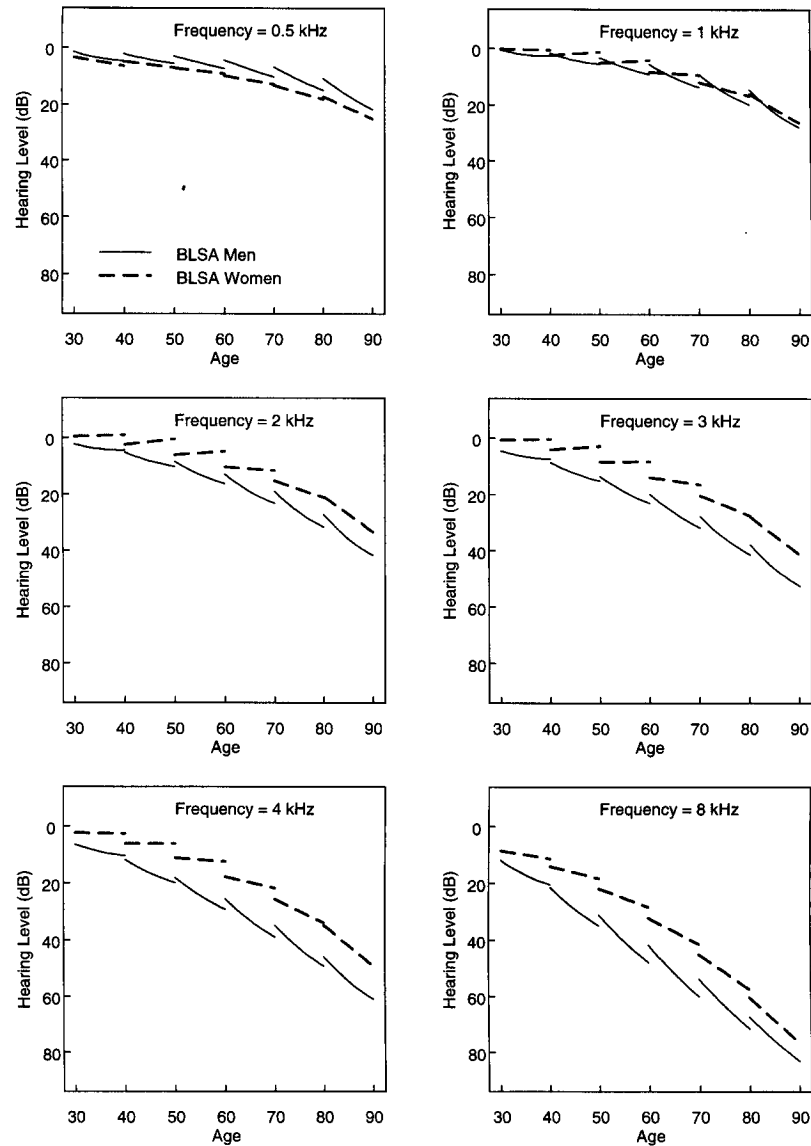 Frequency = 0.5 kHz
0
20
40
60
80
Hearing Level (dB)
BLSA Men
BLSA Women
30 40 50 60 70 80 90
Age
Frequency = 1 kHz
0
20
40
60
80
Hearing Level (dB)
30 40 50 60 70 80 90
Age
Frequency = 2 kHz
0
20
40
60
80
Hearing Level (dB)
30 40 50 60 70 80 90
Age
Frequency = 3 kHz
0
20
40
60
80
Hearing Level (dB)
30 40 50 60 70 80 90
Age
Frequency = 4 kHz
0
20
40
60
80
Hearing Level (dB)
30 40 50 60 70 80 90
Age
Frequency = 8 kHz
0
20
40
60
80
Hearing Level (dB)
30 40 50 60 70 80 90
Age